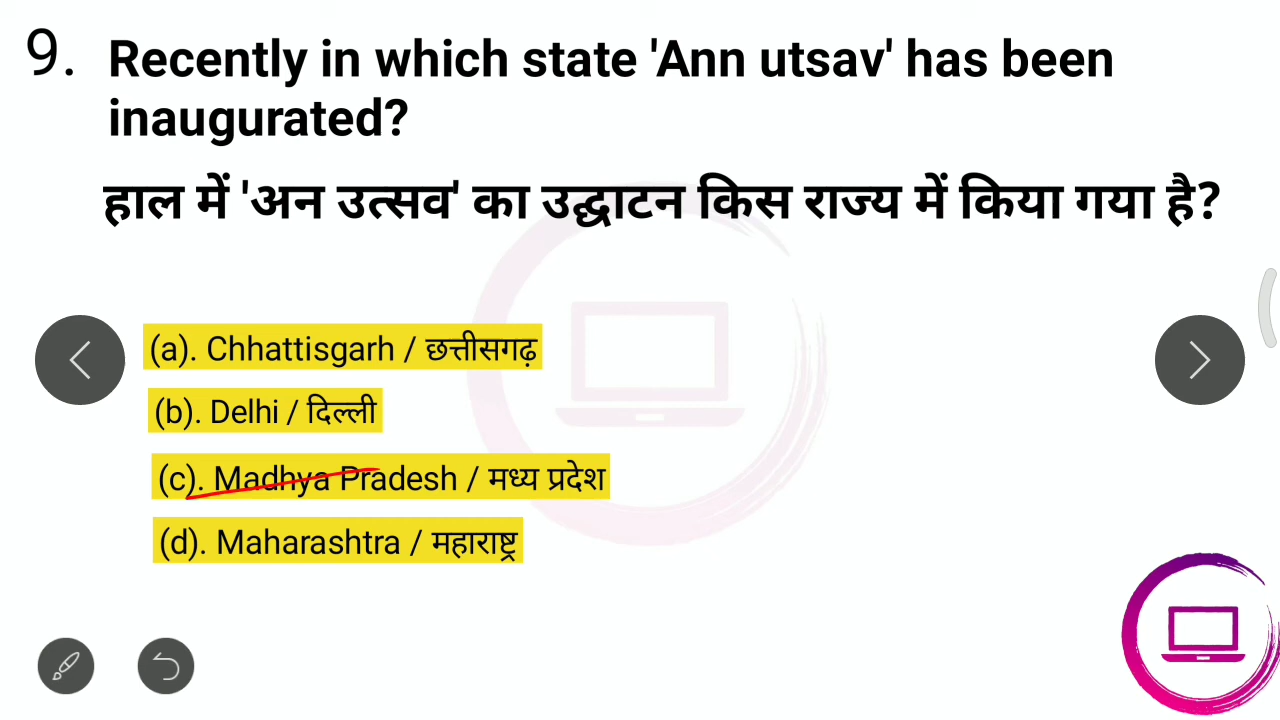 9. Recently in which state 'Ann utsav' has been
inaugurated?
हाल में 'अन उत्सव' का उद्घाटन किस राज्य में किया गया है?
(a). Chhattisgarh / छत्तीसगढ़
(b). Delhi / दिल्ली
(c). Madhya Pradesh / मध्य प्रदेश
(d). Maharashtra / महाराष्ट्र